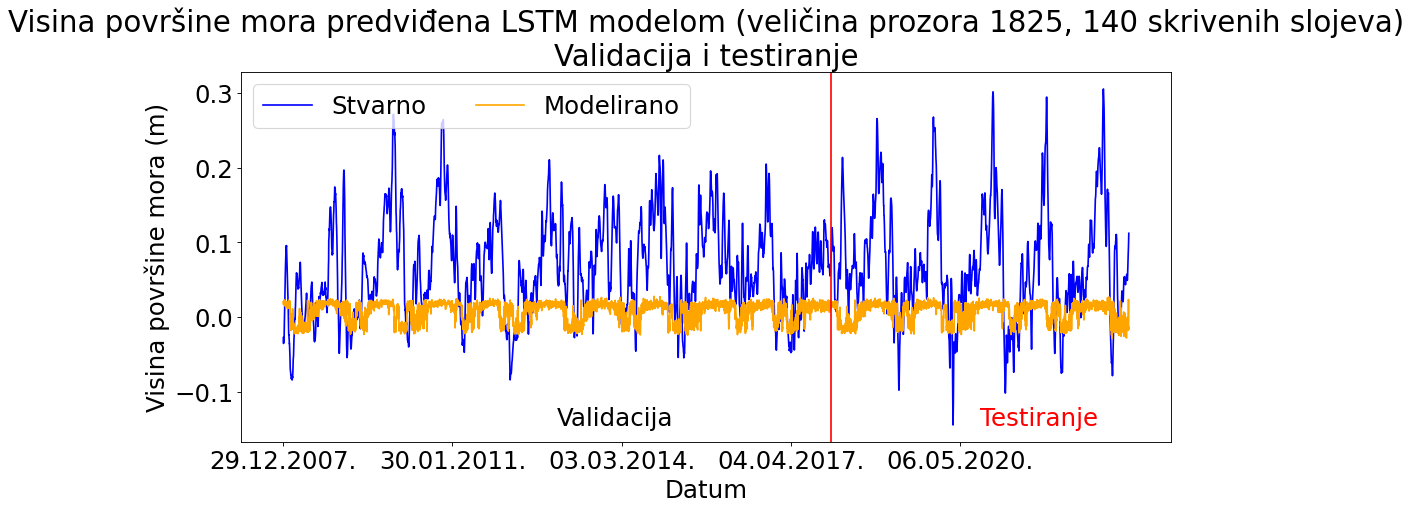 Visina površine mora predviđena LSTM modelom (veličina prozora 1825, 140 skrivenih slojeva)
Validacija i testiranje
Stvarno Modelirano
Visina površine mora (m)
0.3
0.2
0.1
0.0
−0.1
Validacija Testiranje
29.12.2007. 30.01.2011. 03.03.2014. 04.04.2017. 06.05.2020.
Datum